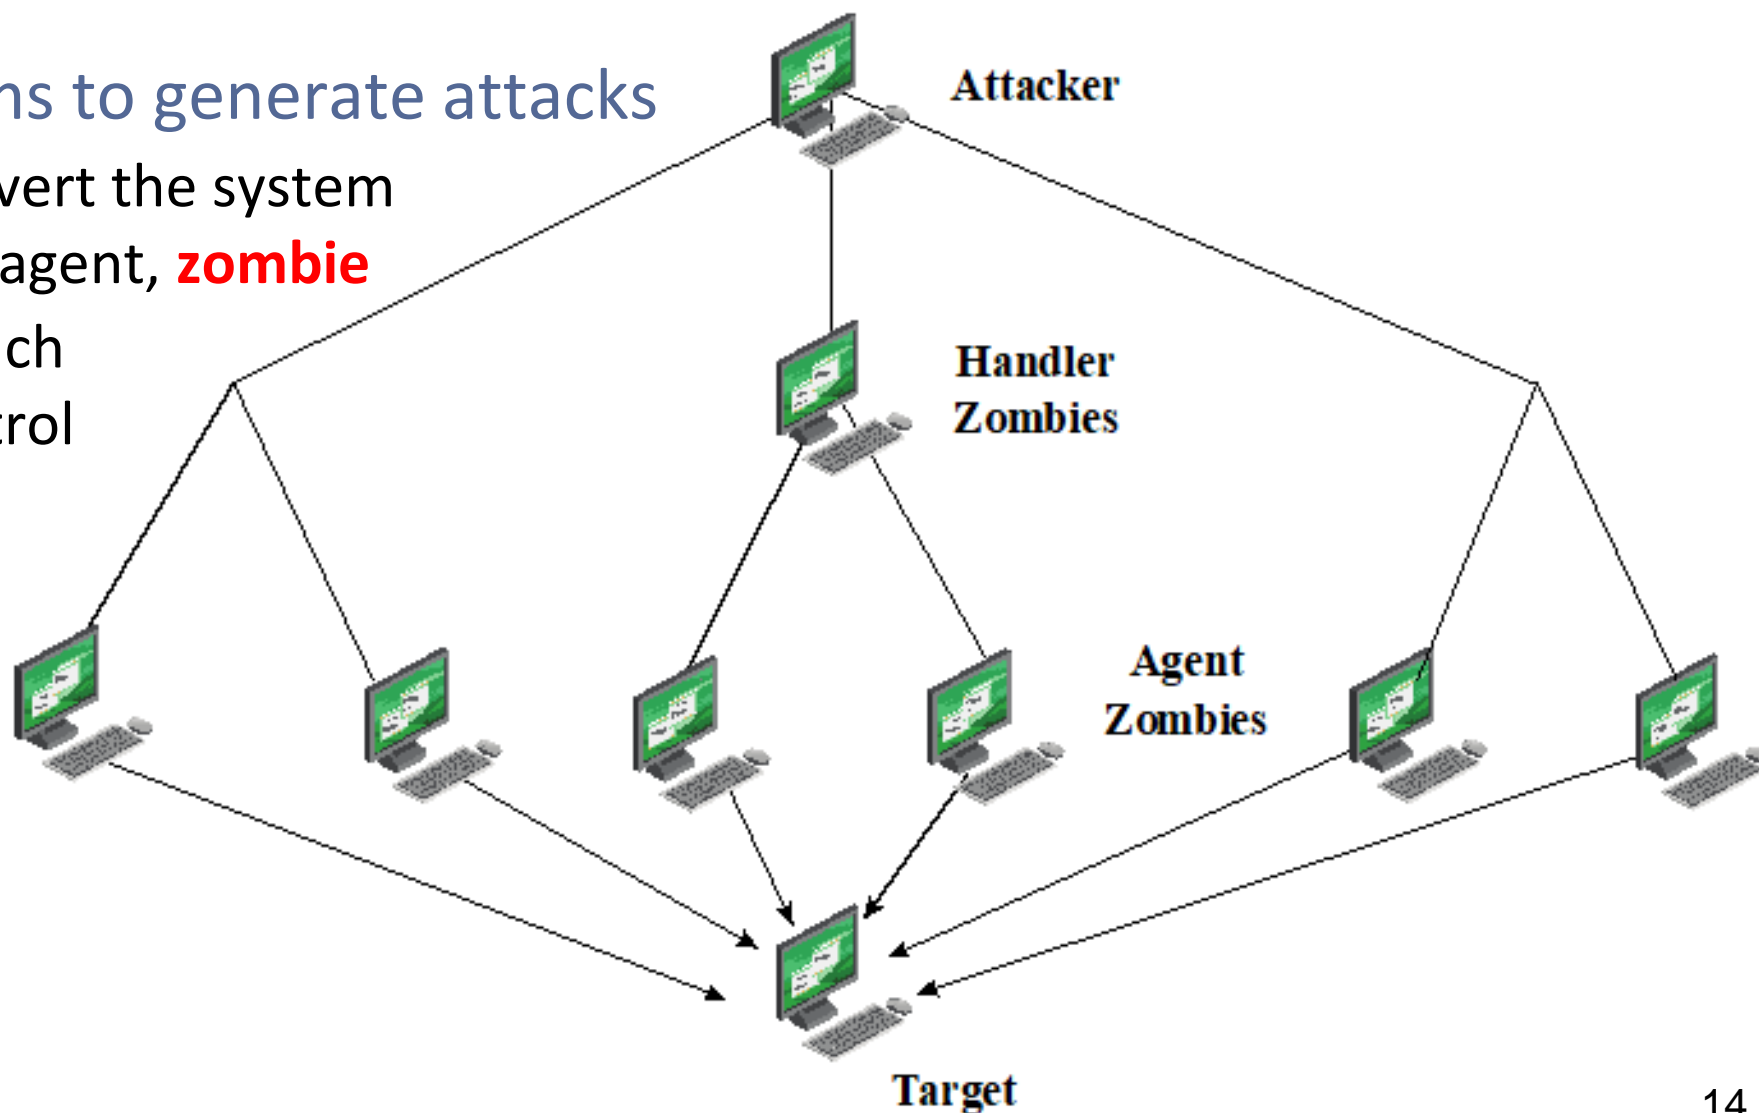 ns to generate attacks
vert the system
agent, zombie
ch
trol
Attacker
Handler
Zombies
Agent
Zombies
Target
14